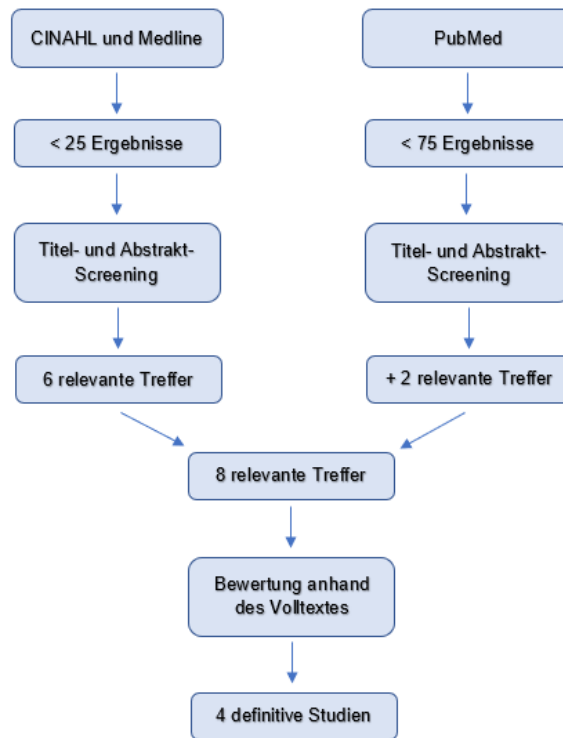 CINAHL und Medline
PubMed
< 25 Ergebnisse
< 75 Ergebnisse
Titel- und Abstrakt-
Screening
Titel- und Abstrakt-
Screening
6 relevante Treffer
+ 2 relevante Treffer
8 relevante Treffer
Bewertung anhand
des Volltextes
4 definitive Studien